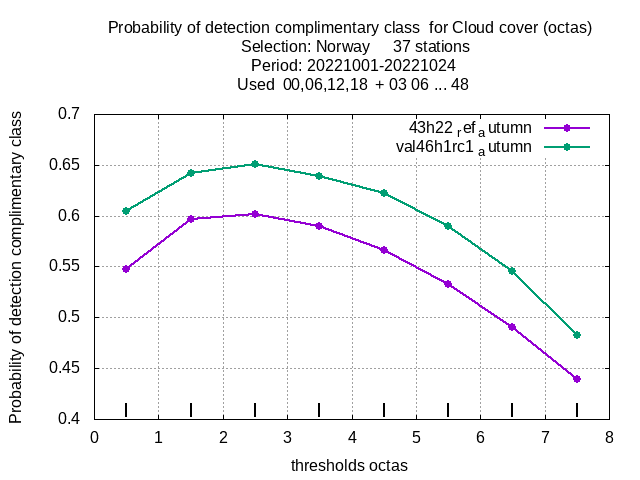 Probability of detection complimentary class  for Cloud cover (octas)
Selection: Norway     37 stations
Period: 20221001-20221024
Used  00,06,12,18  + 03 06 ... 48
43h22 ref a utumn
val46h1rc1 a utumn
Probability of detection complimentary class
0.7
0.65
0.6
0.55
0.5
0.45
0.4
0 1 2 3 4 5 6 7 8
thresholds octas